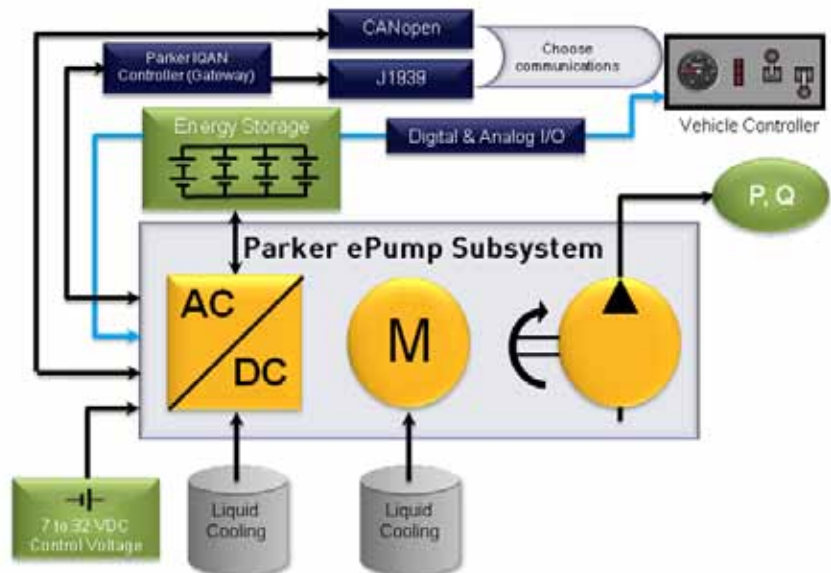 CANopen
Parker IQAN
Controller (Gateway)
J1939
Choose
communications
Vehicle Controller
Energy Storage
Digital & Analog I/O
P, Q
Parker ePump Subsystem
AC
DC
M
Liquid
Cooling
Liquid
Cooling
7 to 32 VDC
Control Voltage